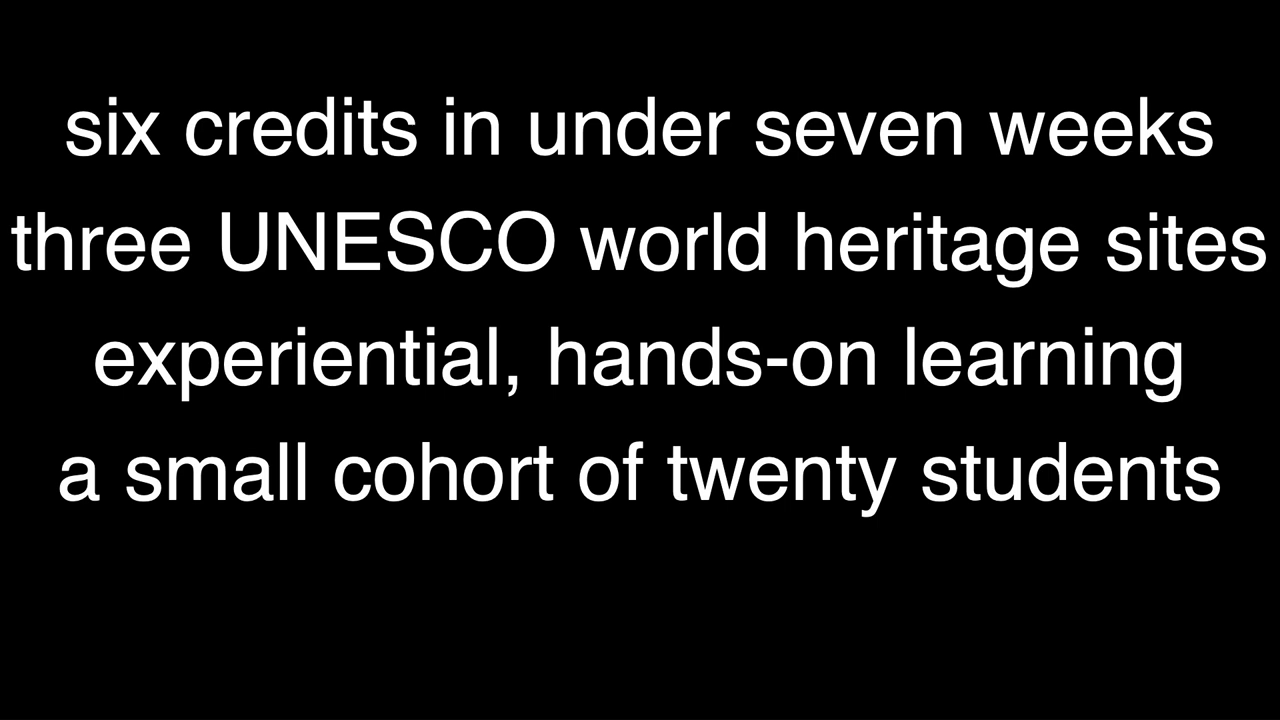 six credits in under seven weeks
three UNESCO world heritage sites
experiential, hands-on learning
a small cohort of twenty students